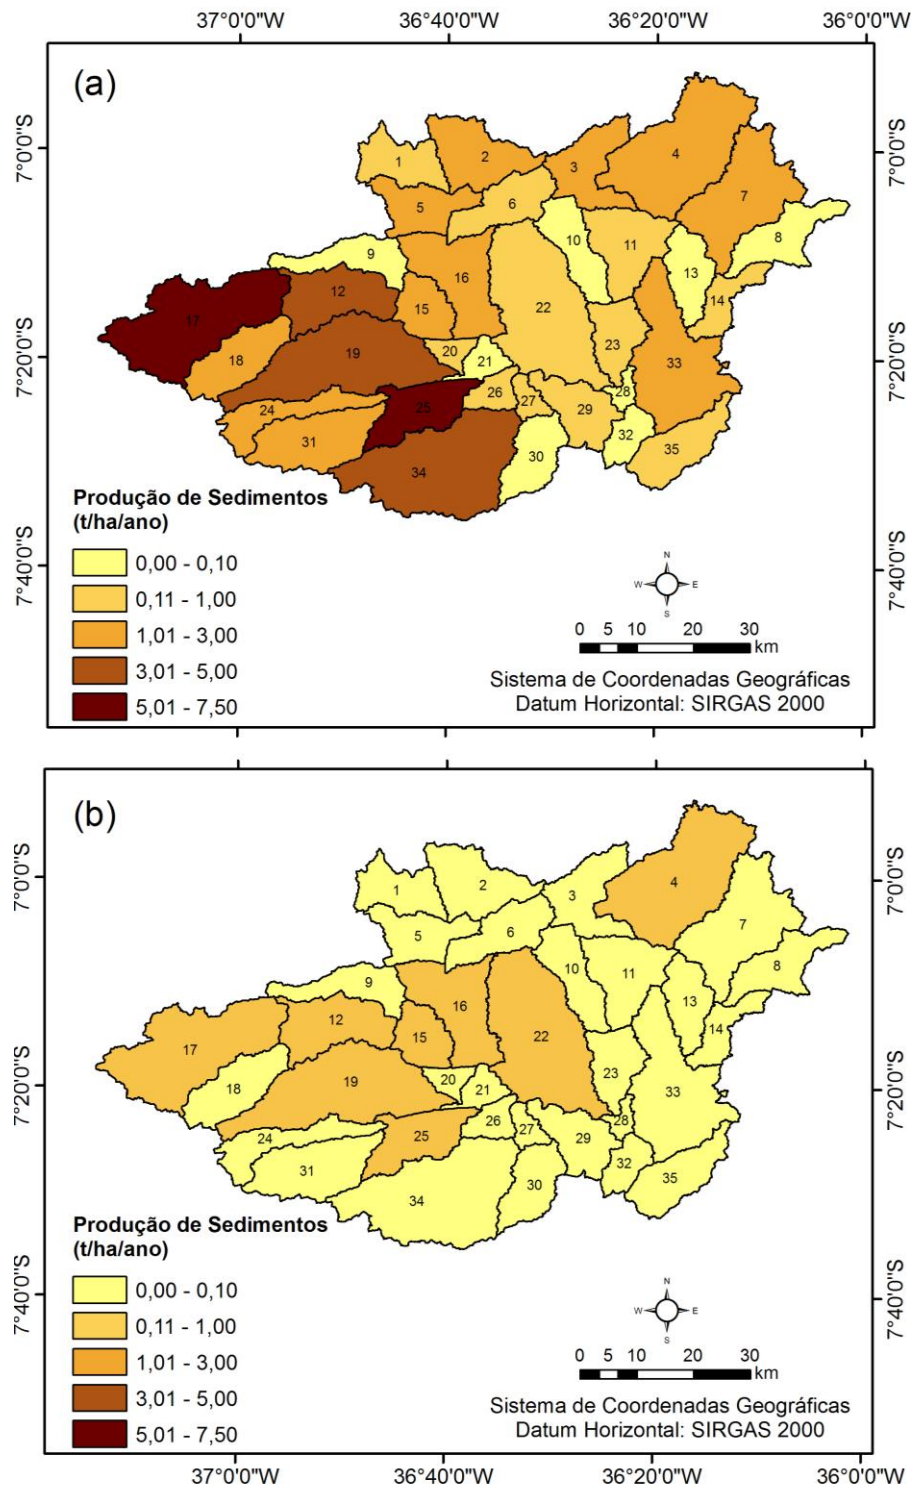 37°0'0"W 36°40'0"W 36°20'0"W 36°0'0"W
(a)
7°0'0"S 7°0'0"S
1 2 3 4
5 6 7
8
9 10 11
12 13 14
15 16
17 18 19 20 21 22 23
24 25 26 27 28 29
30 31 32 33 34 35
7°20'0"S 7°20'0"S
Produção de Sedimentos
(t/ha/ano)
0,00 - 0,10
0,11 - 1,00
1,01 - 3,00
3,01 - 5,00
5,01 - 7,50
7°40'0"S 7°40'0"S
N
W E
S
0 5 10 20 30
km
Sistema de Coordenadas Geográficas
Datum Horizontal: SIRGAS 2000
(b)
7°0'0"S 7°0'0"S
1 2 3 4
5 6 7
8
9 10 11
12 13 14
15 16
17 18 19 20 21 22 23
24 25 26 27 28 29
30 31 32 33 34 35
7°20'0"S 7°20'0"S
Produção de Sedimentos
(t/ha/ano)
0,00 - 0,10
0,11 - 1,00
1,01 - 3,00
3,01 - 5,00
5,01 - 7,50
7°40'0"S 7°40'0"S
N
W E
S
0 5 10 20 30
km
Sistema de Coordenadas Geográficas
Datum Horizontal: SIRGAS 2000
37°0'0"W 36°40'0"W 36°20'0"W 36°0'0"W